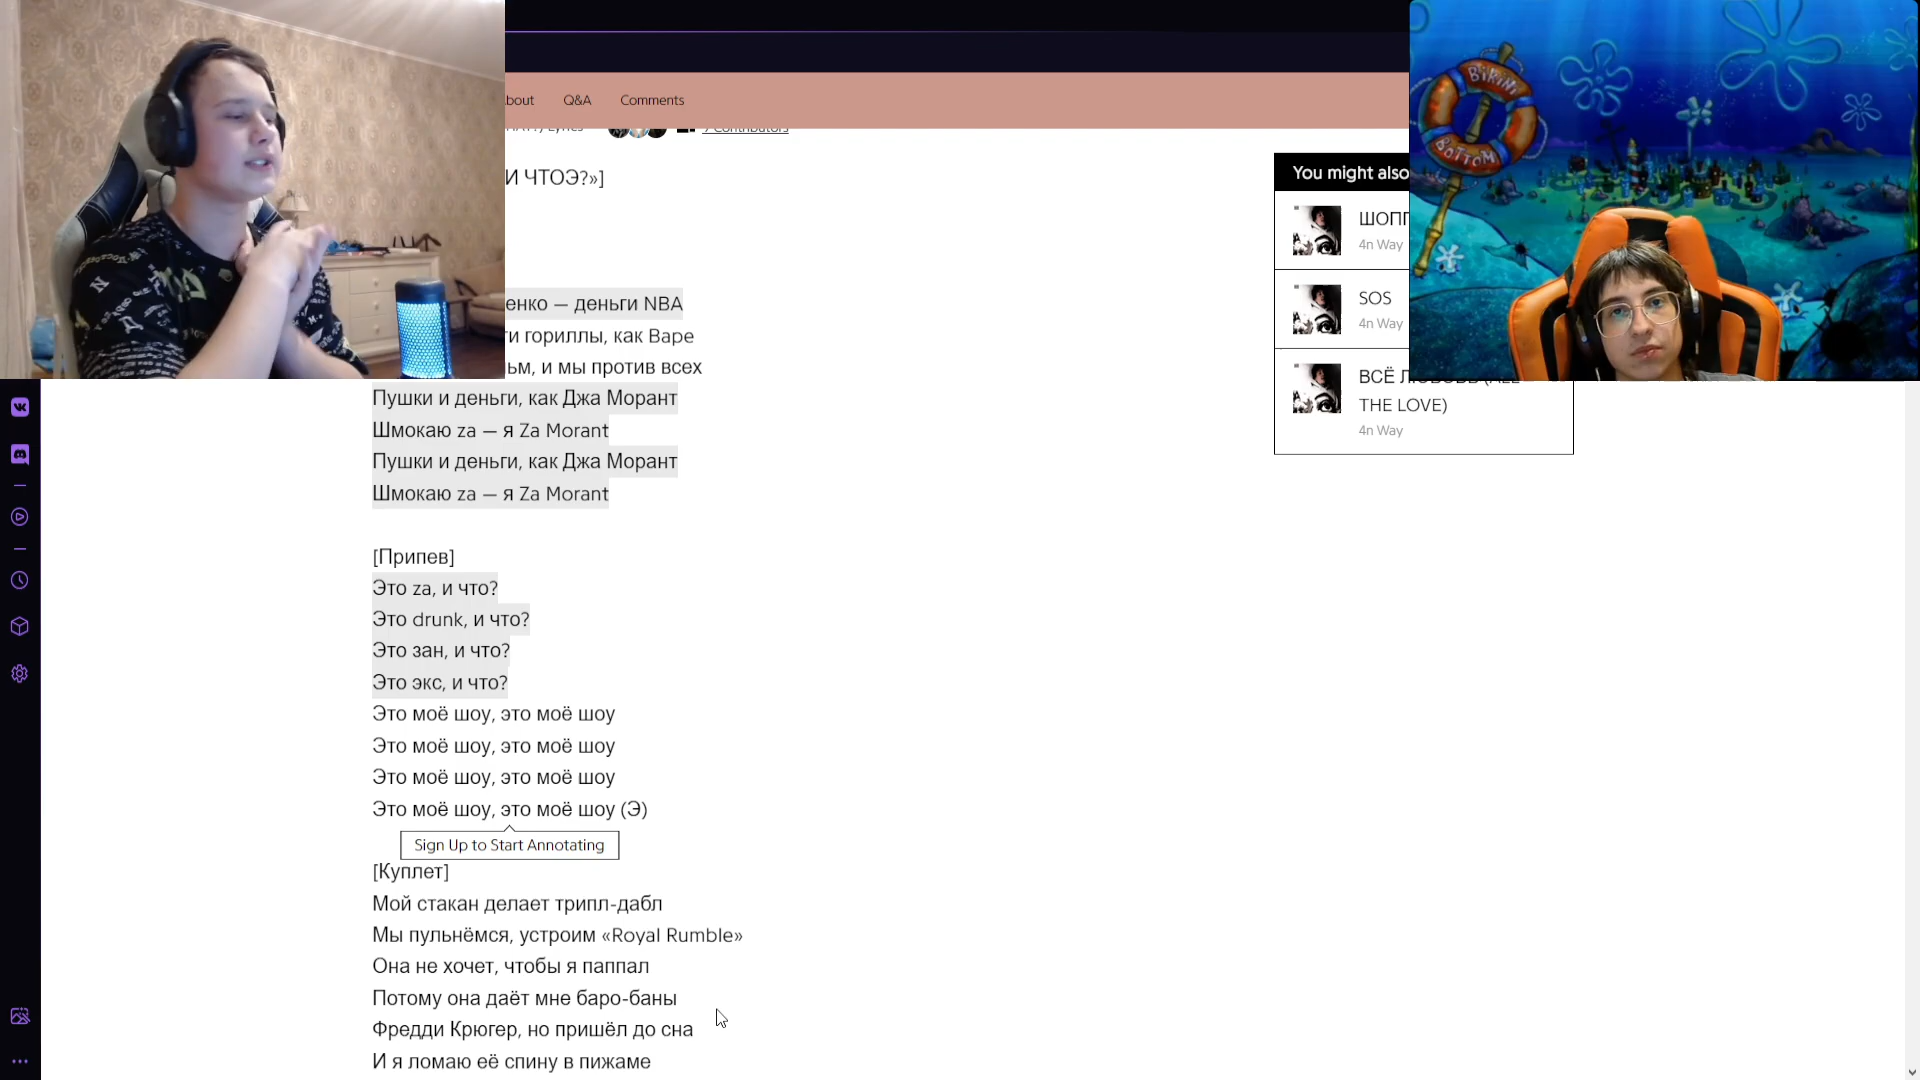 bout Q&A Comments
7 Contributors
И ЧТОЭ?»]
енко — деньги NBA
ти гориллы, как Bape
ьм, и мы против всех
Пушки и деньги, как Джа Морант
Шмокаю za — я Za Morant
Пушки и деньги, как Джа Морант
Шмокаю za — я Za Morant
[Припев]
Это za, и что?
Это drunk, и что?
Это зан, и что?
Это экс, и что?
Это моё шоу, это моё шоу
Это моё шоу, это моё шоу
Это моё шоу, это моё шоу
Это моё шоу, это моё шоу (Э)
Sign Up to Start Annotating
[Куплет]
Мой стакан делает трипл-дабл
Мы пульнёмся, устроим «Royal Rumble»
Она не хочет, чтобы я паппал
Потому она даёт мне баро-баны
Фредди Крюгер, но пришёл до сна
И я ломаю её спину в пижаме
You might also
ШОПП
4n Way
SOS
4n Way
ВСЁ
THE LOVE)
4n Way
BIKINI
BOTTOM